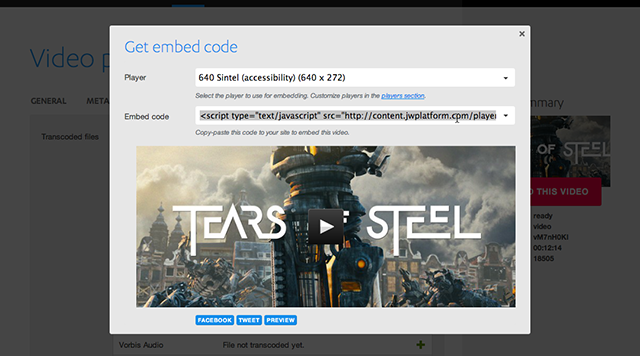 Get embed code
×
Video p
Player
640 Sintel (accessibility) (640 x 272)
Select the player to use for embedding. Customize players in the players section.
GENERAL
META
Embed code
<script type="text/javascript" src="http://content.jwplatform.com/player
Copy-paste this code to your site to embed this video.
mmary
Transcoded files
TEARS OF STEEL
OF STEEL
D THIS VIDEO
ready
video
vM7nH0KI
00:12:14
18505
FACEBOOK
TWEET
PREVIEW
Vorbis Audio
File not transcoded yet.